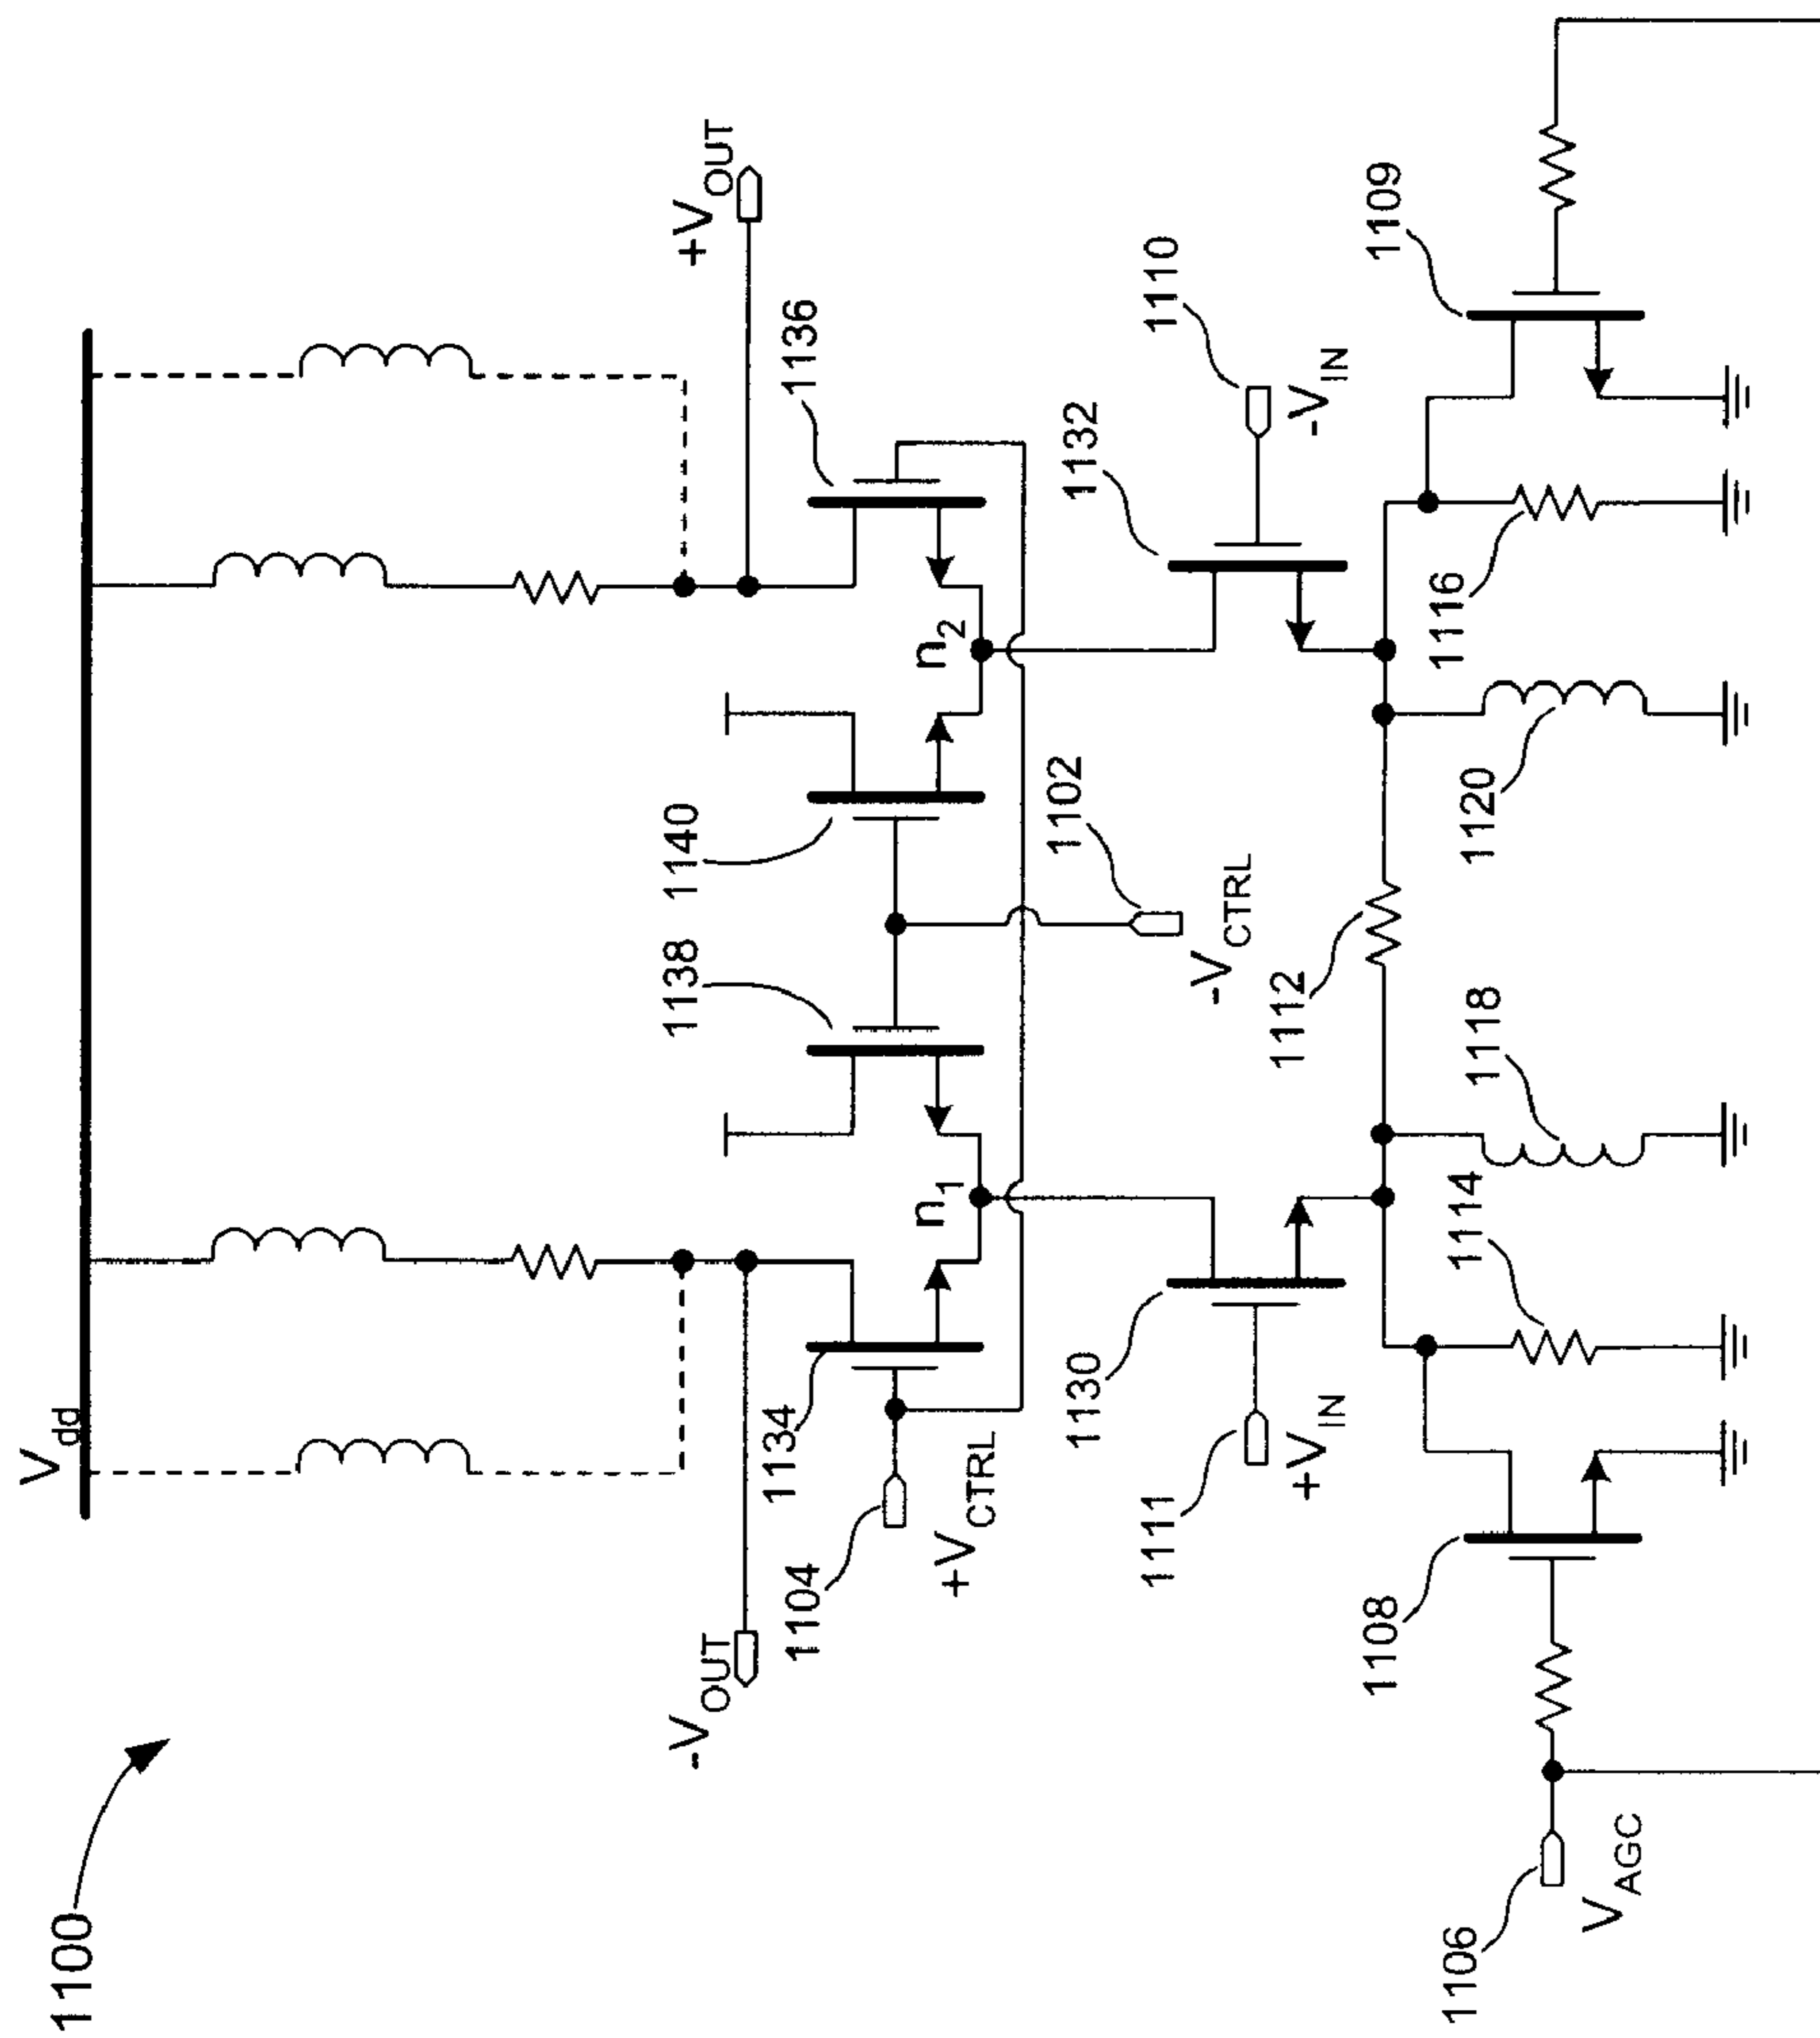 1100
V_dd
-V_OUT
+V_OUT
1134
1138
1140
1136
n_1
n_2
1104
+V_CTRL
1102
-V_CTRL
1130
1132
1111
+V_IN
1110
-V_IN
1112
1108
1114
1118
1120
1116
1109
1106
V_AGC